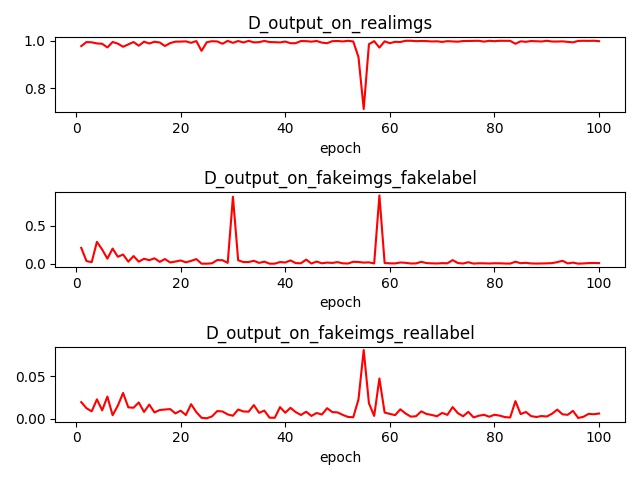 D_output_on_realimgs
1.0
0.8
0 20 40 60 80 100
epoch
D_output_on_fakeimgs_fakelabel
0.5
0.0
0 20 40 60 80 100
epoch
D_output_on_fakeimgs_reallabel
0.05
0.00
0 20 40 60 80 100
epoch